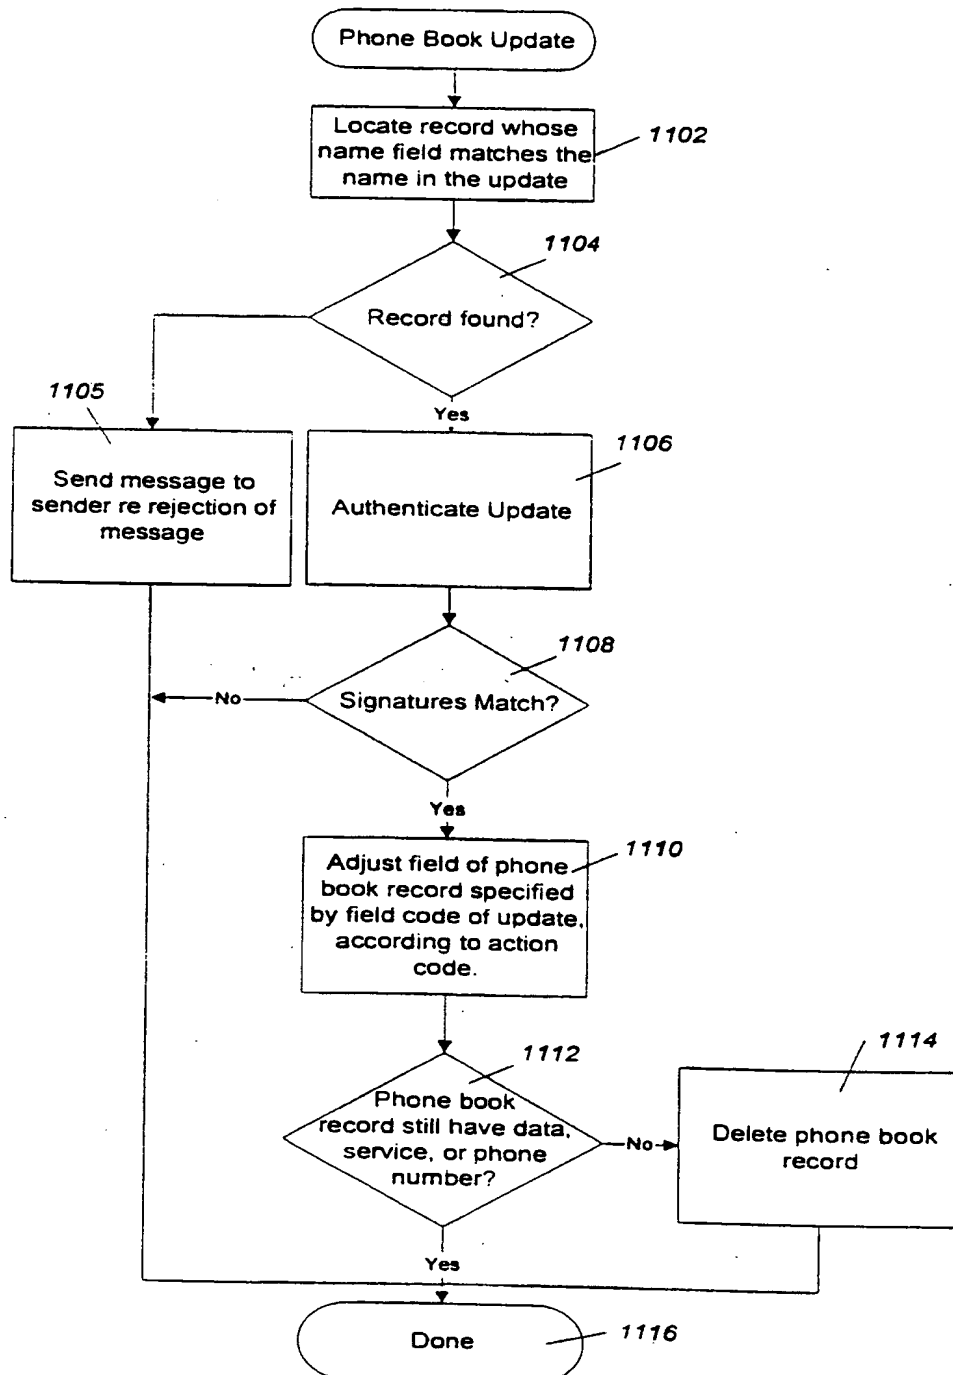 Phone Book Update
Locate record whose
name field matches the
name in the update
1102
1104
Record found?
1105
Yes
1106
Send message to
sender re rejection of
message
Authenticate Update
1108
Signatures Match?
No
Yes
1110
Adjust field of phone
book record specified
by field code of update,
according to action
code.
1112
1114
Phone book
record still have data,
service, or phone
number?
No
Delete phone book
record
Yes
Done
1116